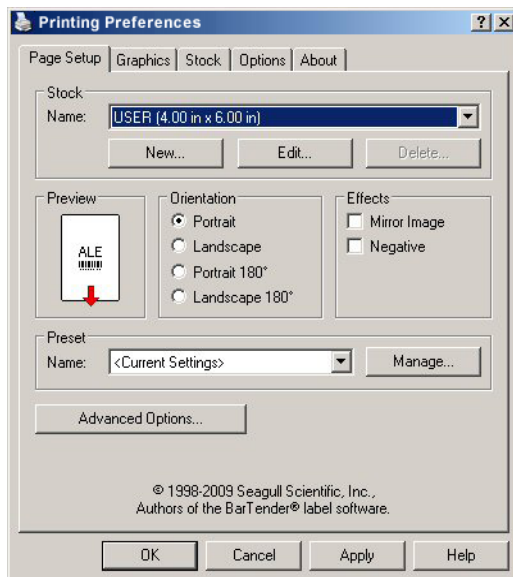 Printing Preferences
Page Setup Graphics Stock Options About
Stock
Name: USER (4.00 in x 6.00 in)
New... Edit... Delete...
Preview Orientation Effects
Portrait Mirror Image
ALE Landscape Negative
Portrait 180°
Landscape 180°
Preset
Name: <Current Settings> Manage...
Advanced Options...
© 1998-2009 Seagull Scientific, Inc.,
Authors of the BarTender® label software.
OK Cancel Apply Help